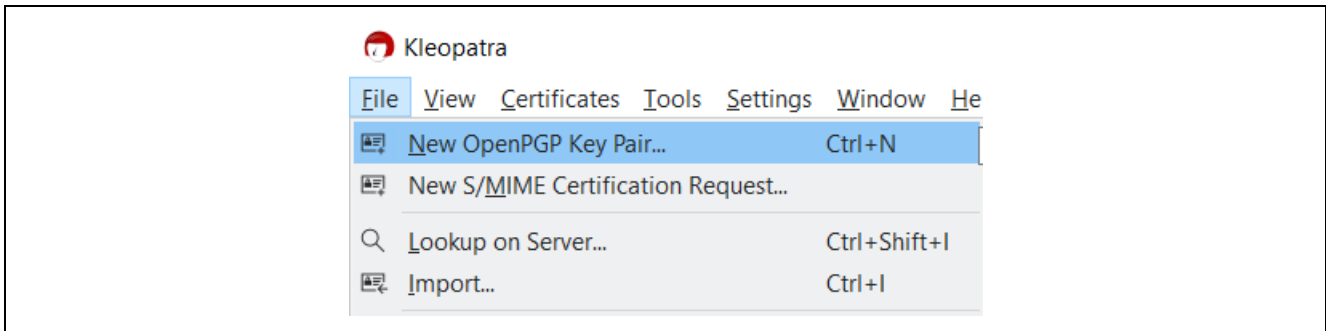 Kleopatra
File View Certificates Tools Settings Window He
New OpenPGP Key Pair... Ctrl+N
New S/MIME Certification Request...
Lookup on Server... Ctrl+Shift+I
Import... Ctrl+I